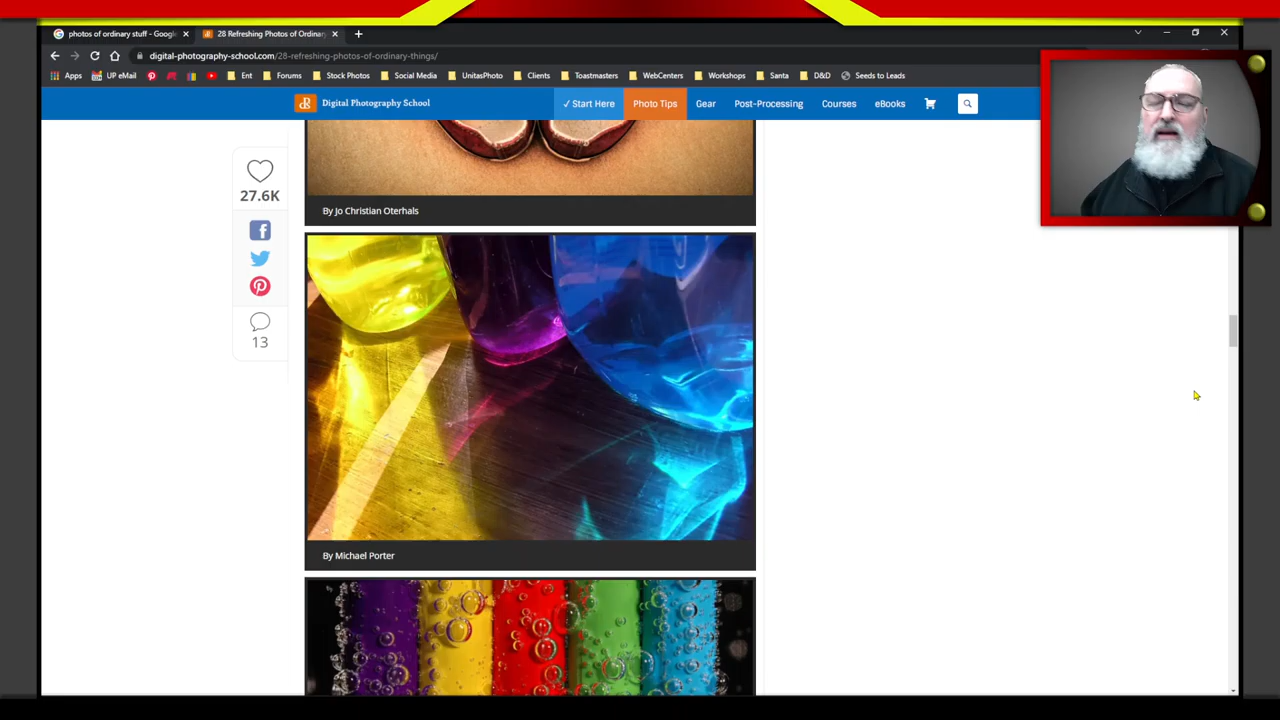 photos of ordinary stuff - Googl
28 Refreshing Photos of Ordinar
digital-photography-school.com/28-refreshing-photos-of-ordinary-things/
Apps UP eMail Ent Forums Stock Photos Social Media UnitasPhoto Clients Toastmasters WebCenters Workshops Santa D&D Seeds to Leads
dR Digital Photography School ✓ Start Here Photo Tips Gear Post-Processing Courses eBooks
27.6K
13
By Jo Christian Oterhals
By Michael Porter